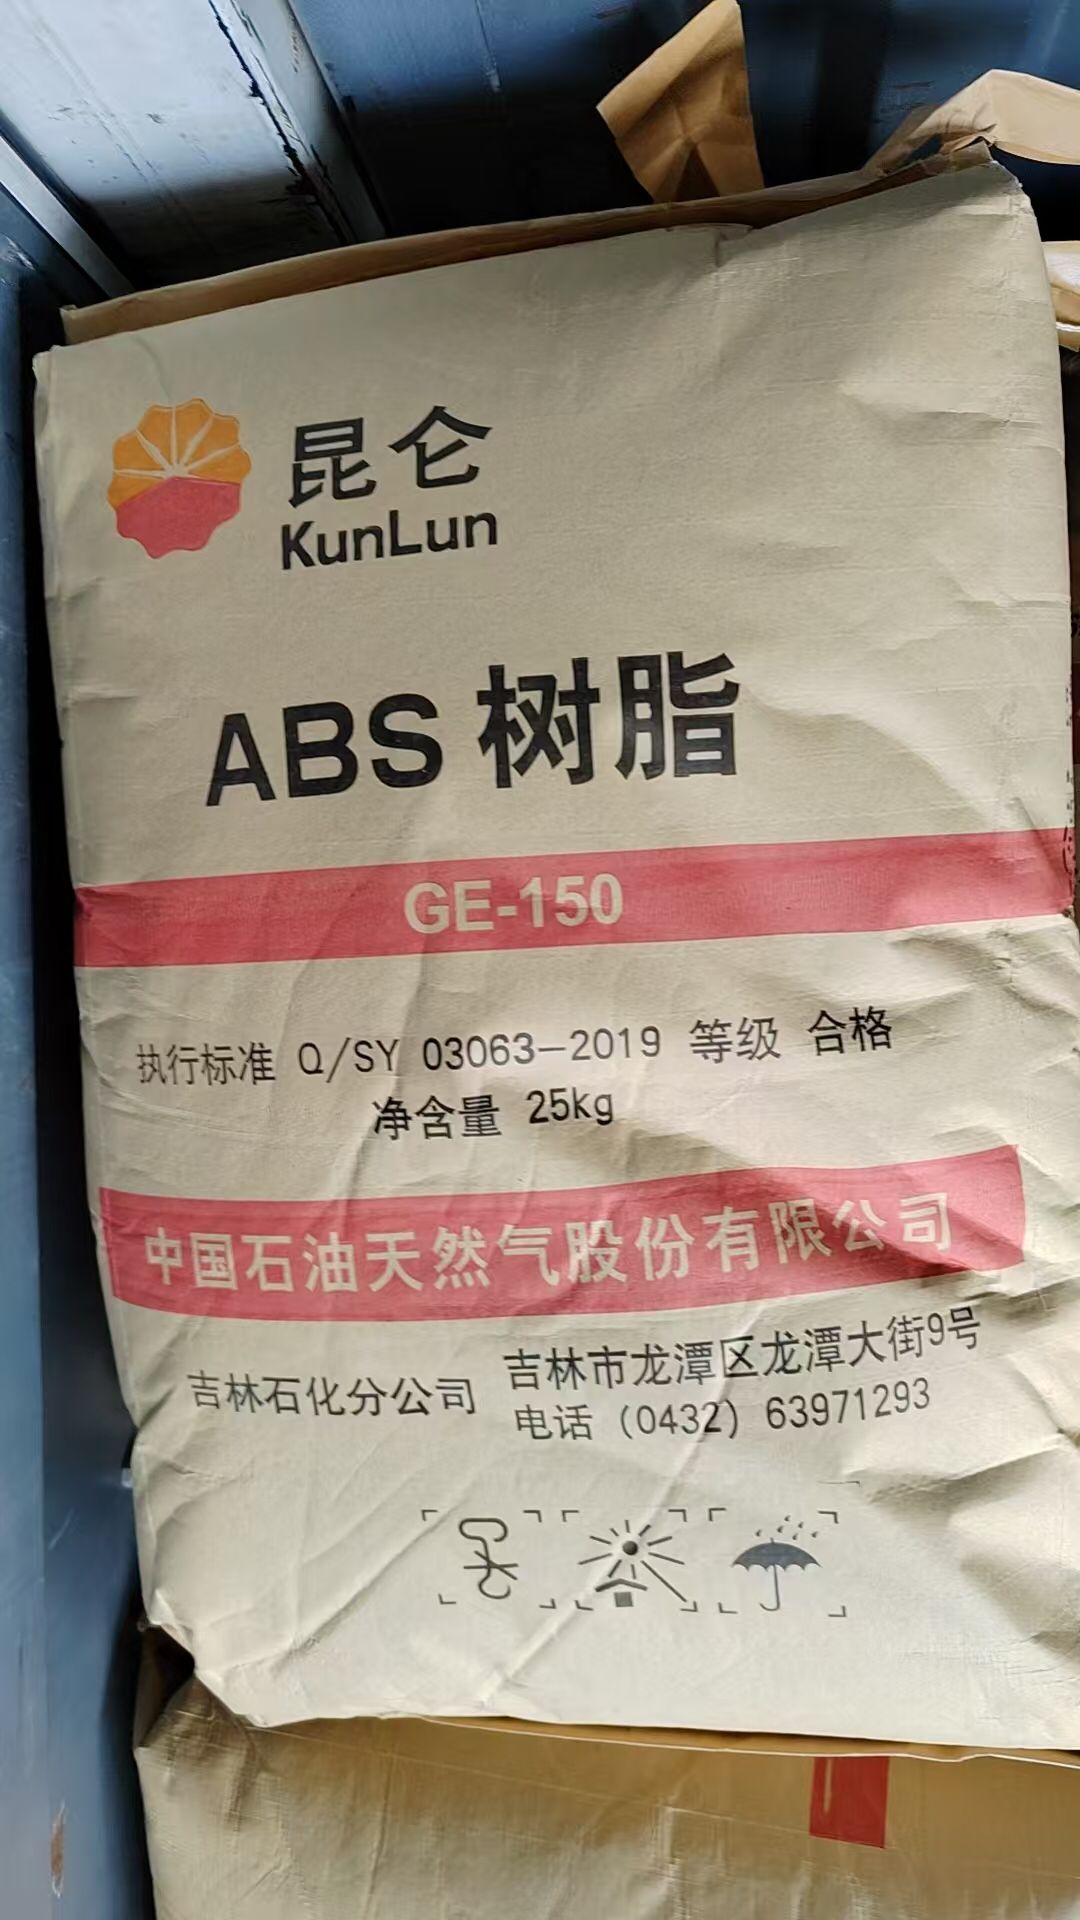 昆仑
KunLun
ABS 树脂
GE-150
执行标准 Q/SY 03063-2019 等级 合格
净含量 25kg
中国石油天然气股份有限公司
吉林石化分公司
吉林市龙潭区龙潭大街9号
电话 (0432) 63971293